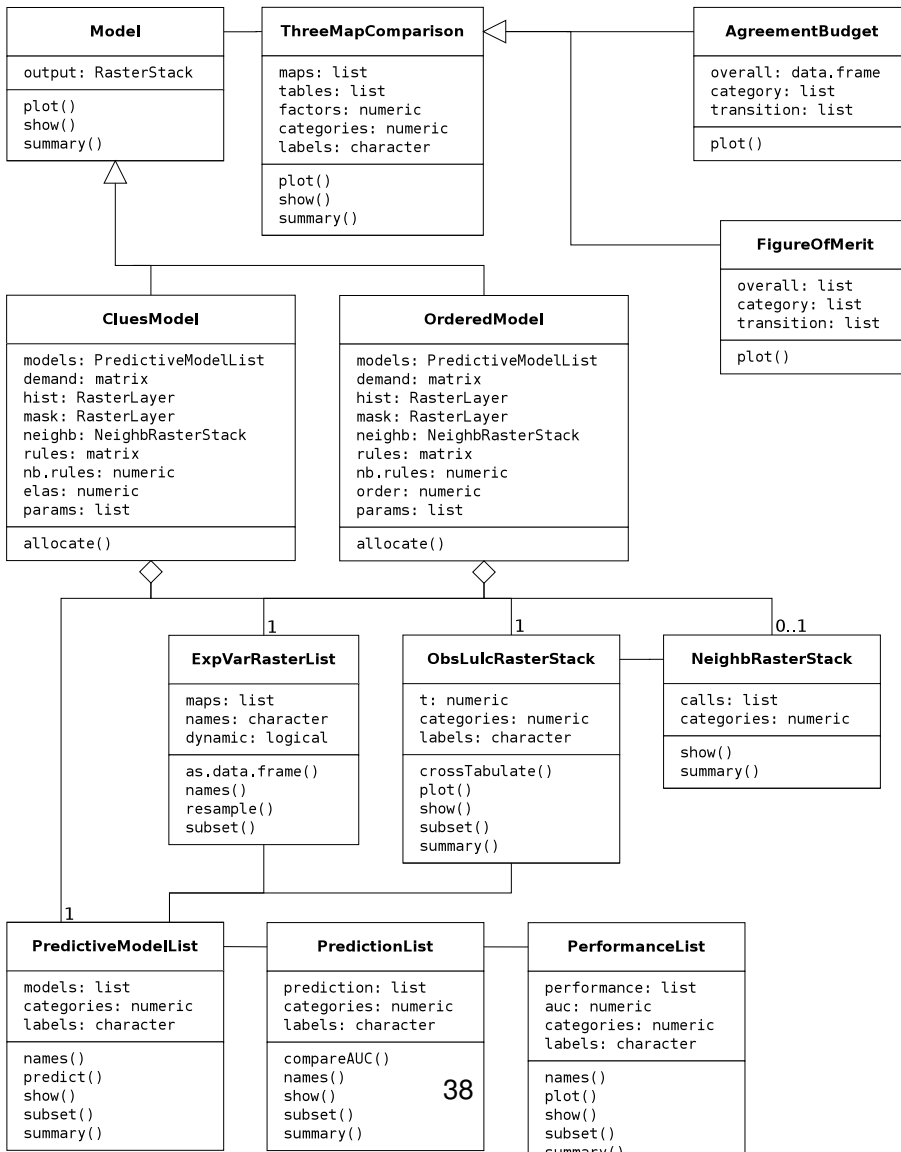 Model
output: RasterStack
plot()
show()
summary()
ThreeMapComparison
maps: list
tables: list
factors: numeric
categories: numeric
labels: character
plot()
show()
summary()
AgreementBudget
overall: data.frame
category: list
transition: list
plot()
FigureOfMerit
overall: list
category: list
transition: list
plot()
CluesModel
models: PredictiveModelList
demand: matrix
hist: RasterLayer
mask: RasterLayer
neighb: NeighbRasterStack
rules: matrix
nb.rules: numeric
elas: numeric
params: list
allocate()
OrderedModel
models: PredictiveModelList
demand: matrix
hist: RasterLayer
mask: RasterLayer
neighb: NeighbRasterStack
rules: matrix
nb.rules: numeric
order: numeric
params: list
allocate()
1
1
0..1
ExpVarRasterList
maps: list
names: character
dynamic: logical
as.data.frame()
names()
resample()
subset()
ObsLulcRasterStack
t: numeric
categories: numeric
labels: character
crossTabulate()
plot()
show()
subset()
summary()
NeighbRasterStack
calls: list
categories: numeric
show()
summary()
1
PredictiveModelList
models: list
categories: numeric
labels: character
names()
predict()
show()
subset()
summary()
PredictionList
prediction: list
categories: numeric
labels: character
compareAUC()
names()
show()
subset()
summary()
38
PerformanceList
performance: list
auc: numeric
categories: numeric
labels: character
names()
plot()
show()
subset()
summary()